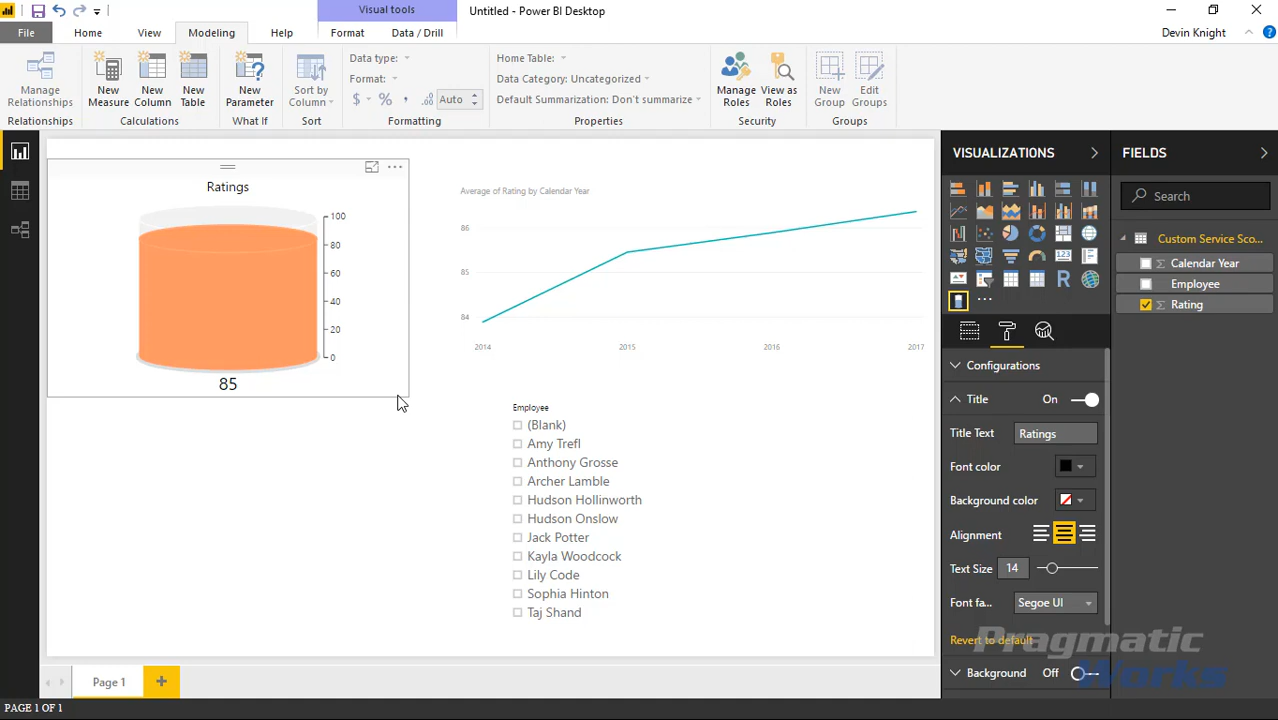 Visual tools
Untitled - Power BI Desktop
File
Home
View
Modeling
Help
Format
Data / Drill
Devin Knight
Manage
Relationships
Relationships
New
Measure
New
Column
New
Table
Calculations
New
Parameter
What If
Sort by
Column
Sort
Data type:
Format:
$ % , .00 Auto
Formatting
Home Table:
Data Category: Uncategorized
Default Summarization: Don't summarize
Properties
Manage
Roles
View as
Roles
Security
New
Group
Edit
Groups
Groups
Ratings
100
80
60
40
20
0
85
Average of Rating by Calendar Year
86
85
84
2014
2015
2016
2017
Employee
(Blank)
Amy Trefl
Anthony Grosse
Archer Lamble
Hudson Hollinworth
Hudson Onslow
Jack Potter
Kayla Woodcock
Lily Code
Sophia Hinton
Taj Shand
VISUALIZATIONS
R
123
Configurations
Title On
Title Text Ratings
Font color
Background color
Alignment
Text Size 14
Font fa... Segoe UI
Revert to default
Background Off
FIELDS
Search
Custom Service Sco...
Σ Calendar Year
Employee
Σ Rating
Pragmatic
Works
Page 1
PAGE 1 OF 1